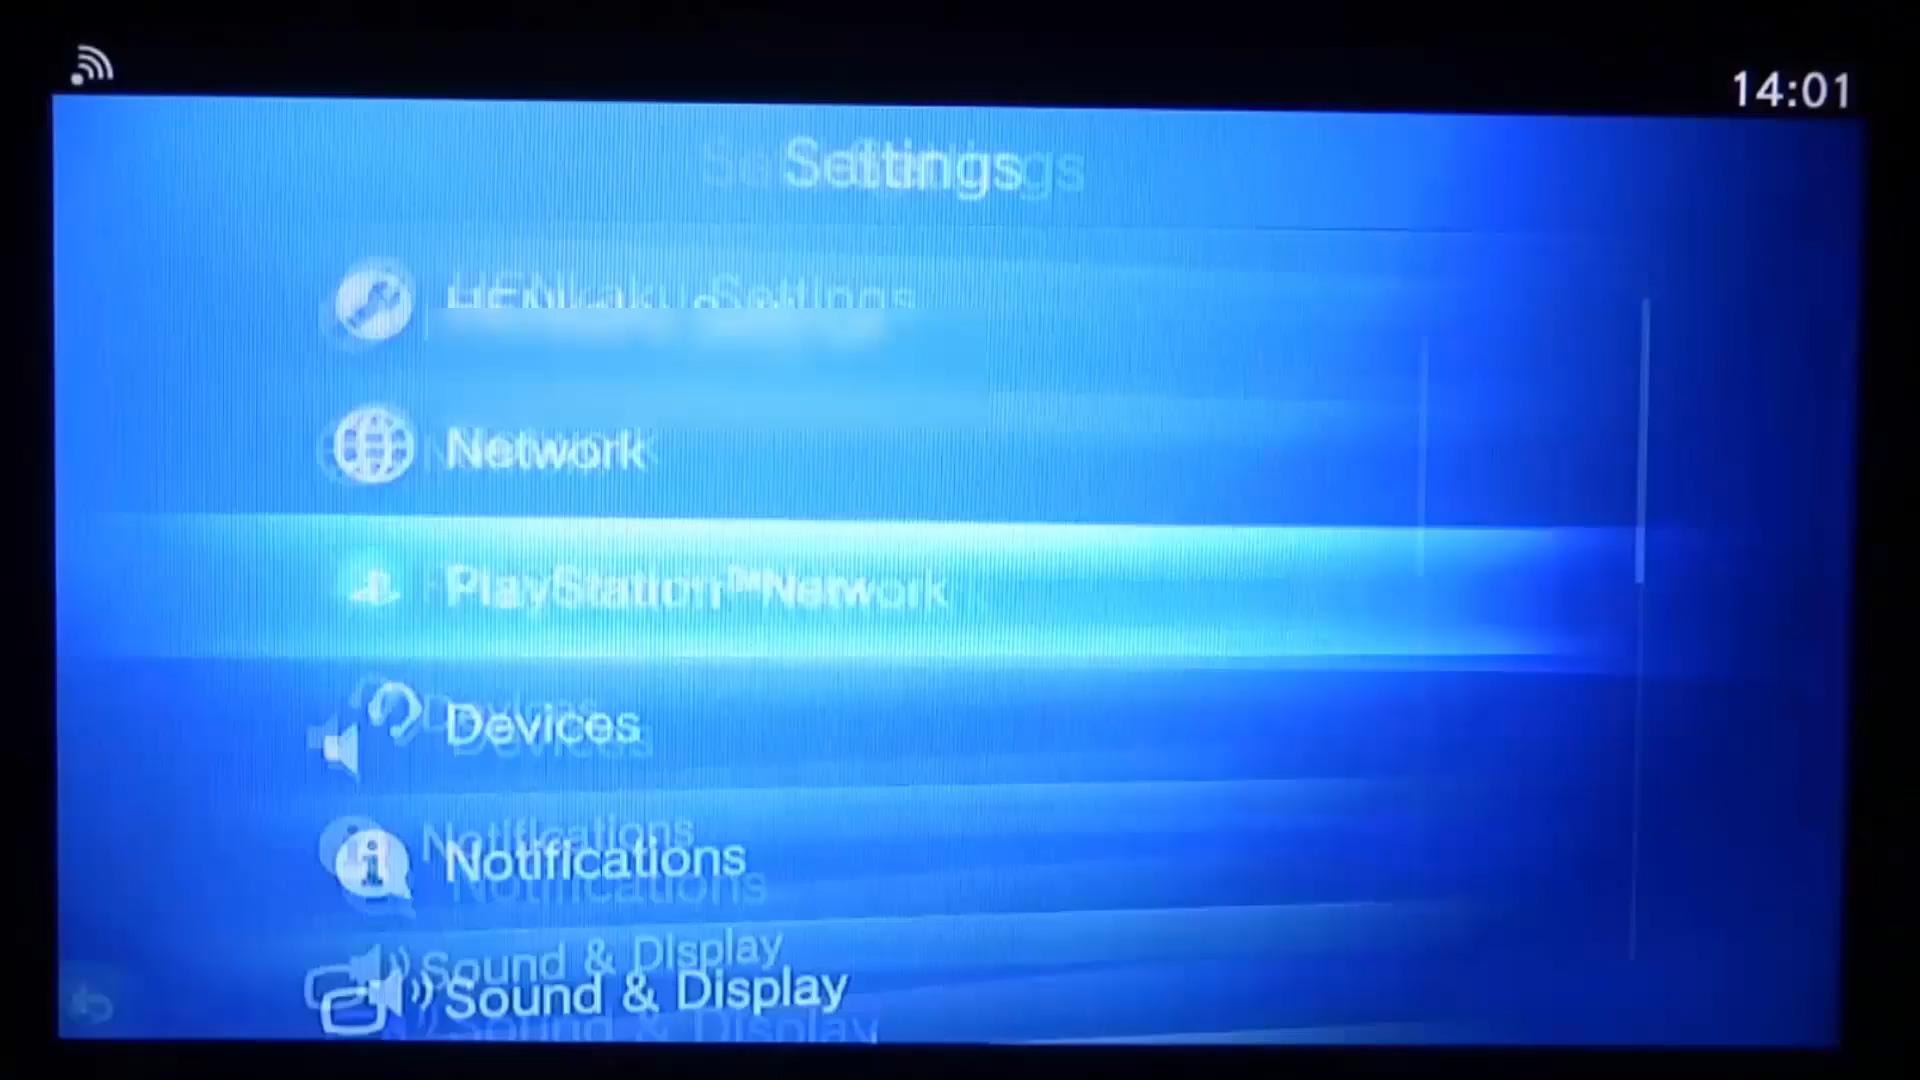 14:01
Settings
HENkaku Settings
Network
PlayStation™Network
Devices
Notifications
Sound & Display